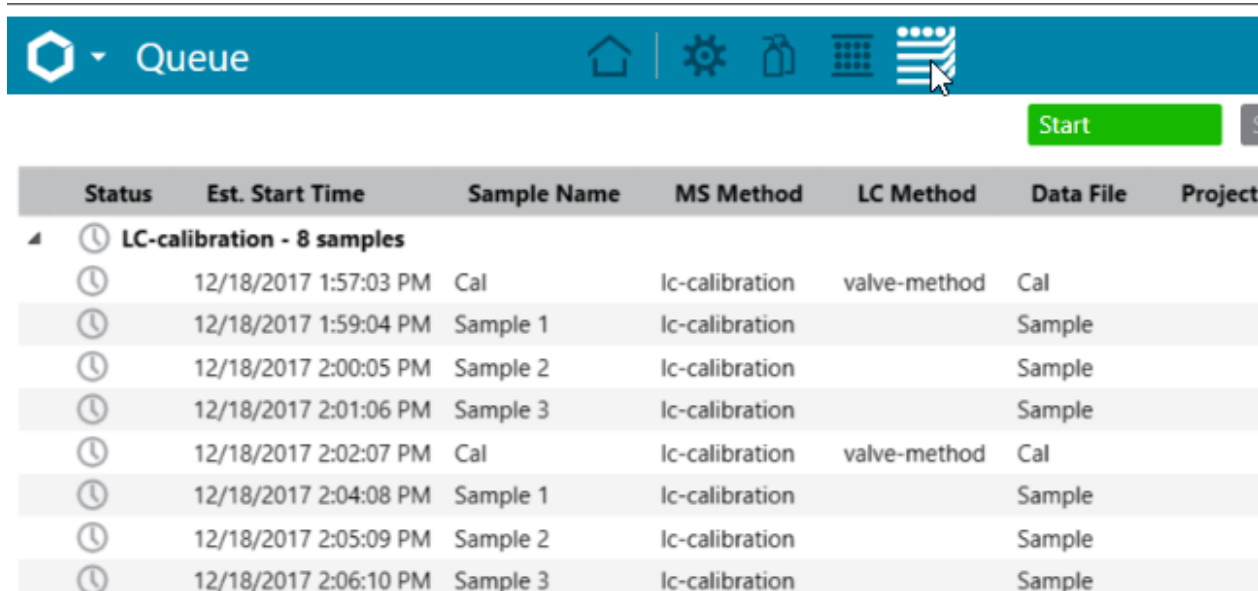 Queue
Start S
Status Est. Start Time Sample Name MS Method LC Method Data File Project
LC-calibration - 8 samples
12/18/2017 1:57:03 PM Cal lc-calibration valve-method Cal
12/18/2017 1:59:04 PM Sample 1 lc-calibration Sample
12/18/2017 2:00:05 PM Sample 2 lc-calibration Sample
12/18/2017 2:01:06 PM Sample 3 lc-calibration Sample
12/18/2017 2:02:07 PM Cal lc-calibration valve-method Cal
12/18/2017 2:04:08 PM Sample 1 lc-calibration Sample
12/18/2017 2:05:09 PM Sample 2 lc-calibration Sample
12/18/2017 2:06:10 PM Sample 3 lc-calibration Sample